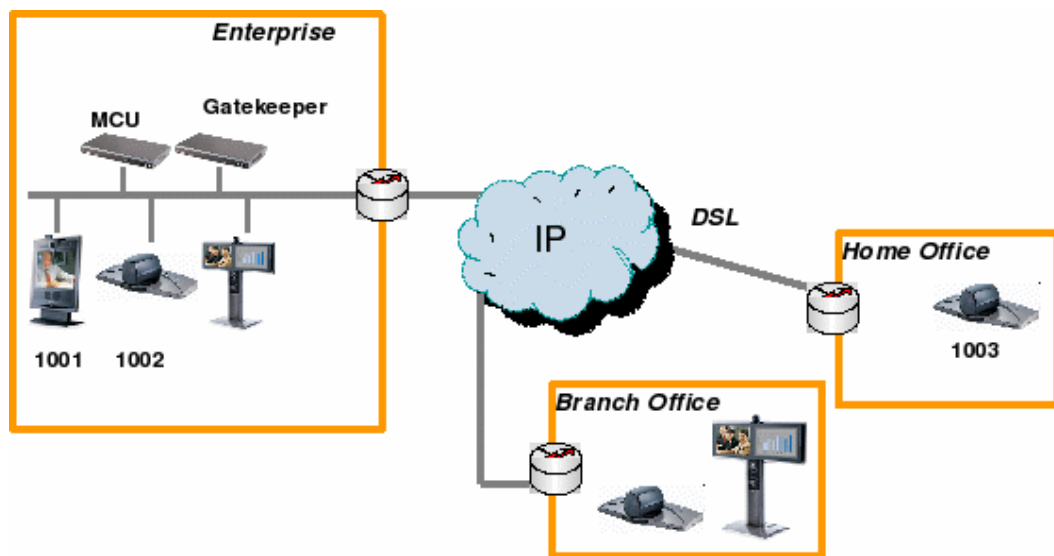 Enterprise
Gatekeeper
MCU
IP
DSL
Home Office
1001
1002
1003
Branch Office